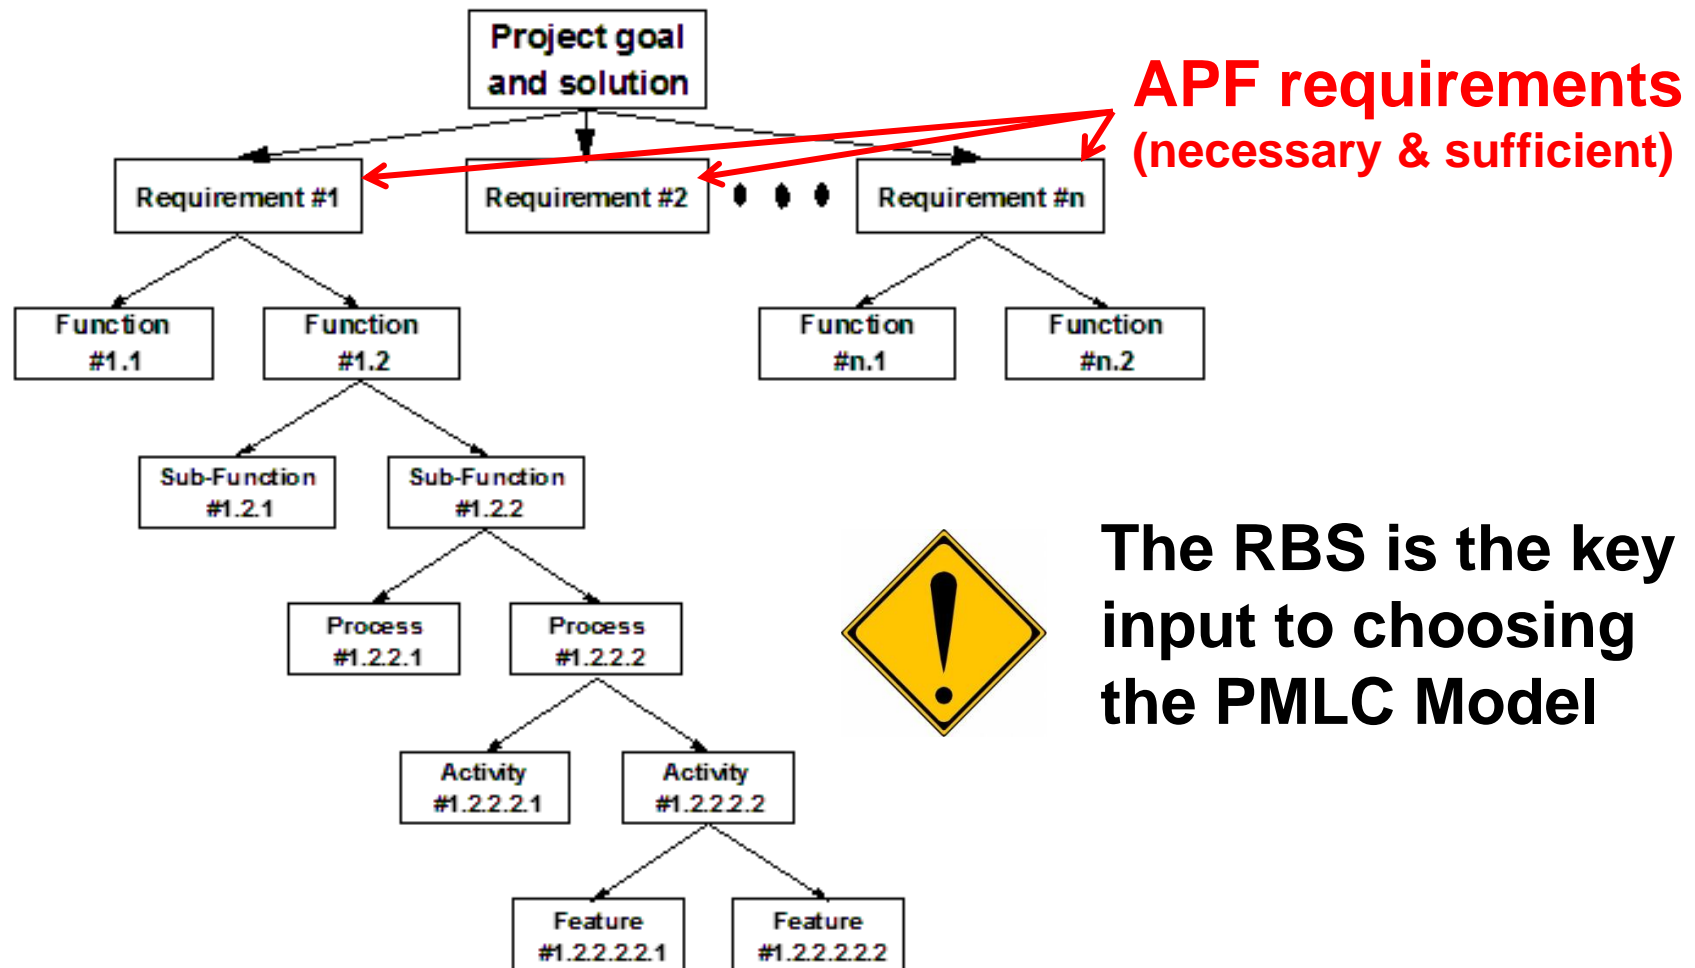 Project goal
and solution
APF requirements
(necessary & sufficient)
Requirement #1
Requirement #2
Requirement #n
Function
#1.1
Function
#1.2
Function
#n.1
Function
#n.2
Sub-Function
#1.2.1
Sub-Function
#1.2.2
The RBS is the key
input to choosing
the PMLC Model
Process
#1.2.2.1
Process
#1.2.2.2
Activity
#1.2.2.2.1
Activity
#1.2.2.2.2
Feature
#1.2.2.2.2.1
Feature
#1.2.2.2.2.2